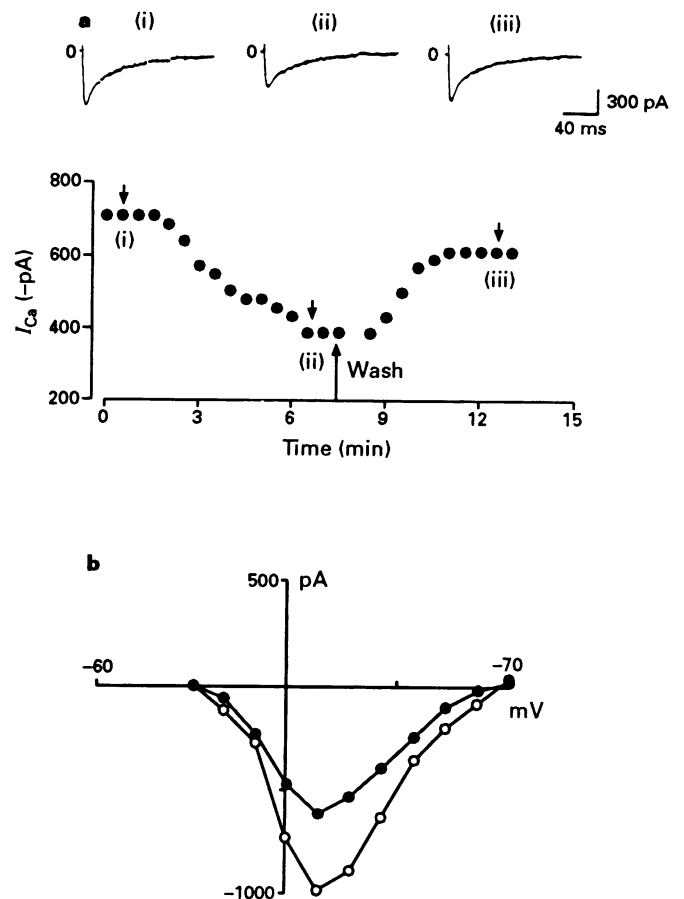 a (i) (ii) (iii)
0 0 0
300 pA
40 ms
800
600
400
200
I_Ca (−pA)
(i)
(ii)
(iii)
Wash
0 3 6 9 12 15
Time (min)
b
500 pA
−60 −70
mV
−1000